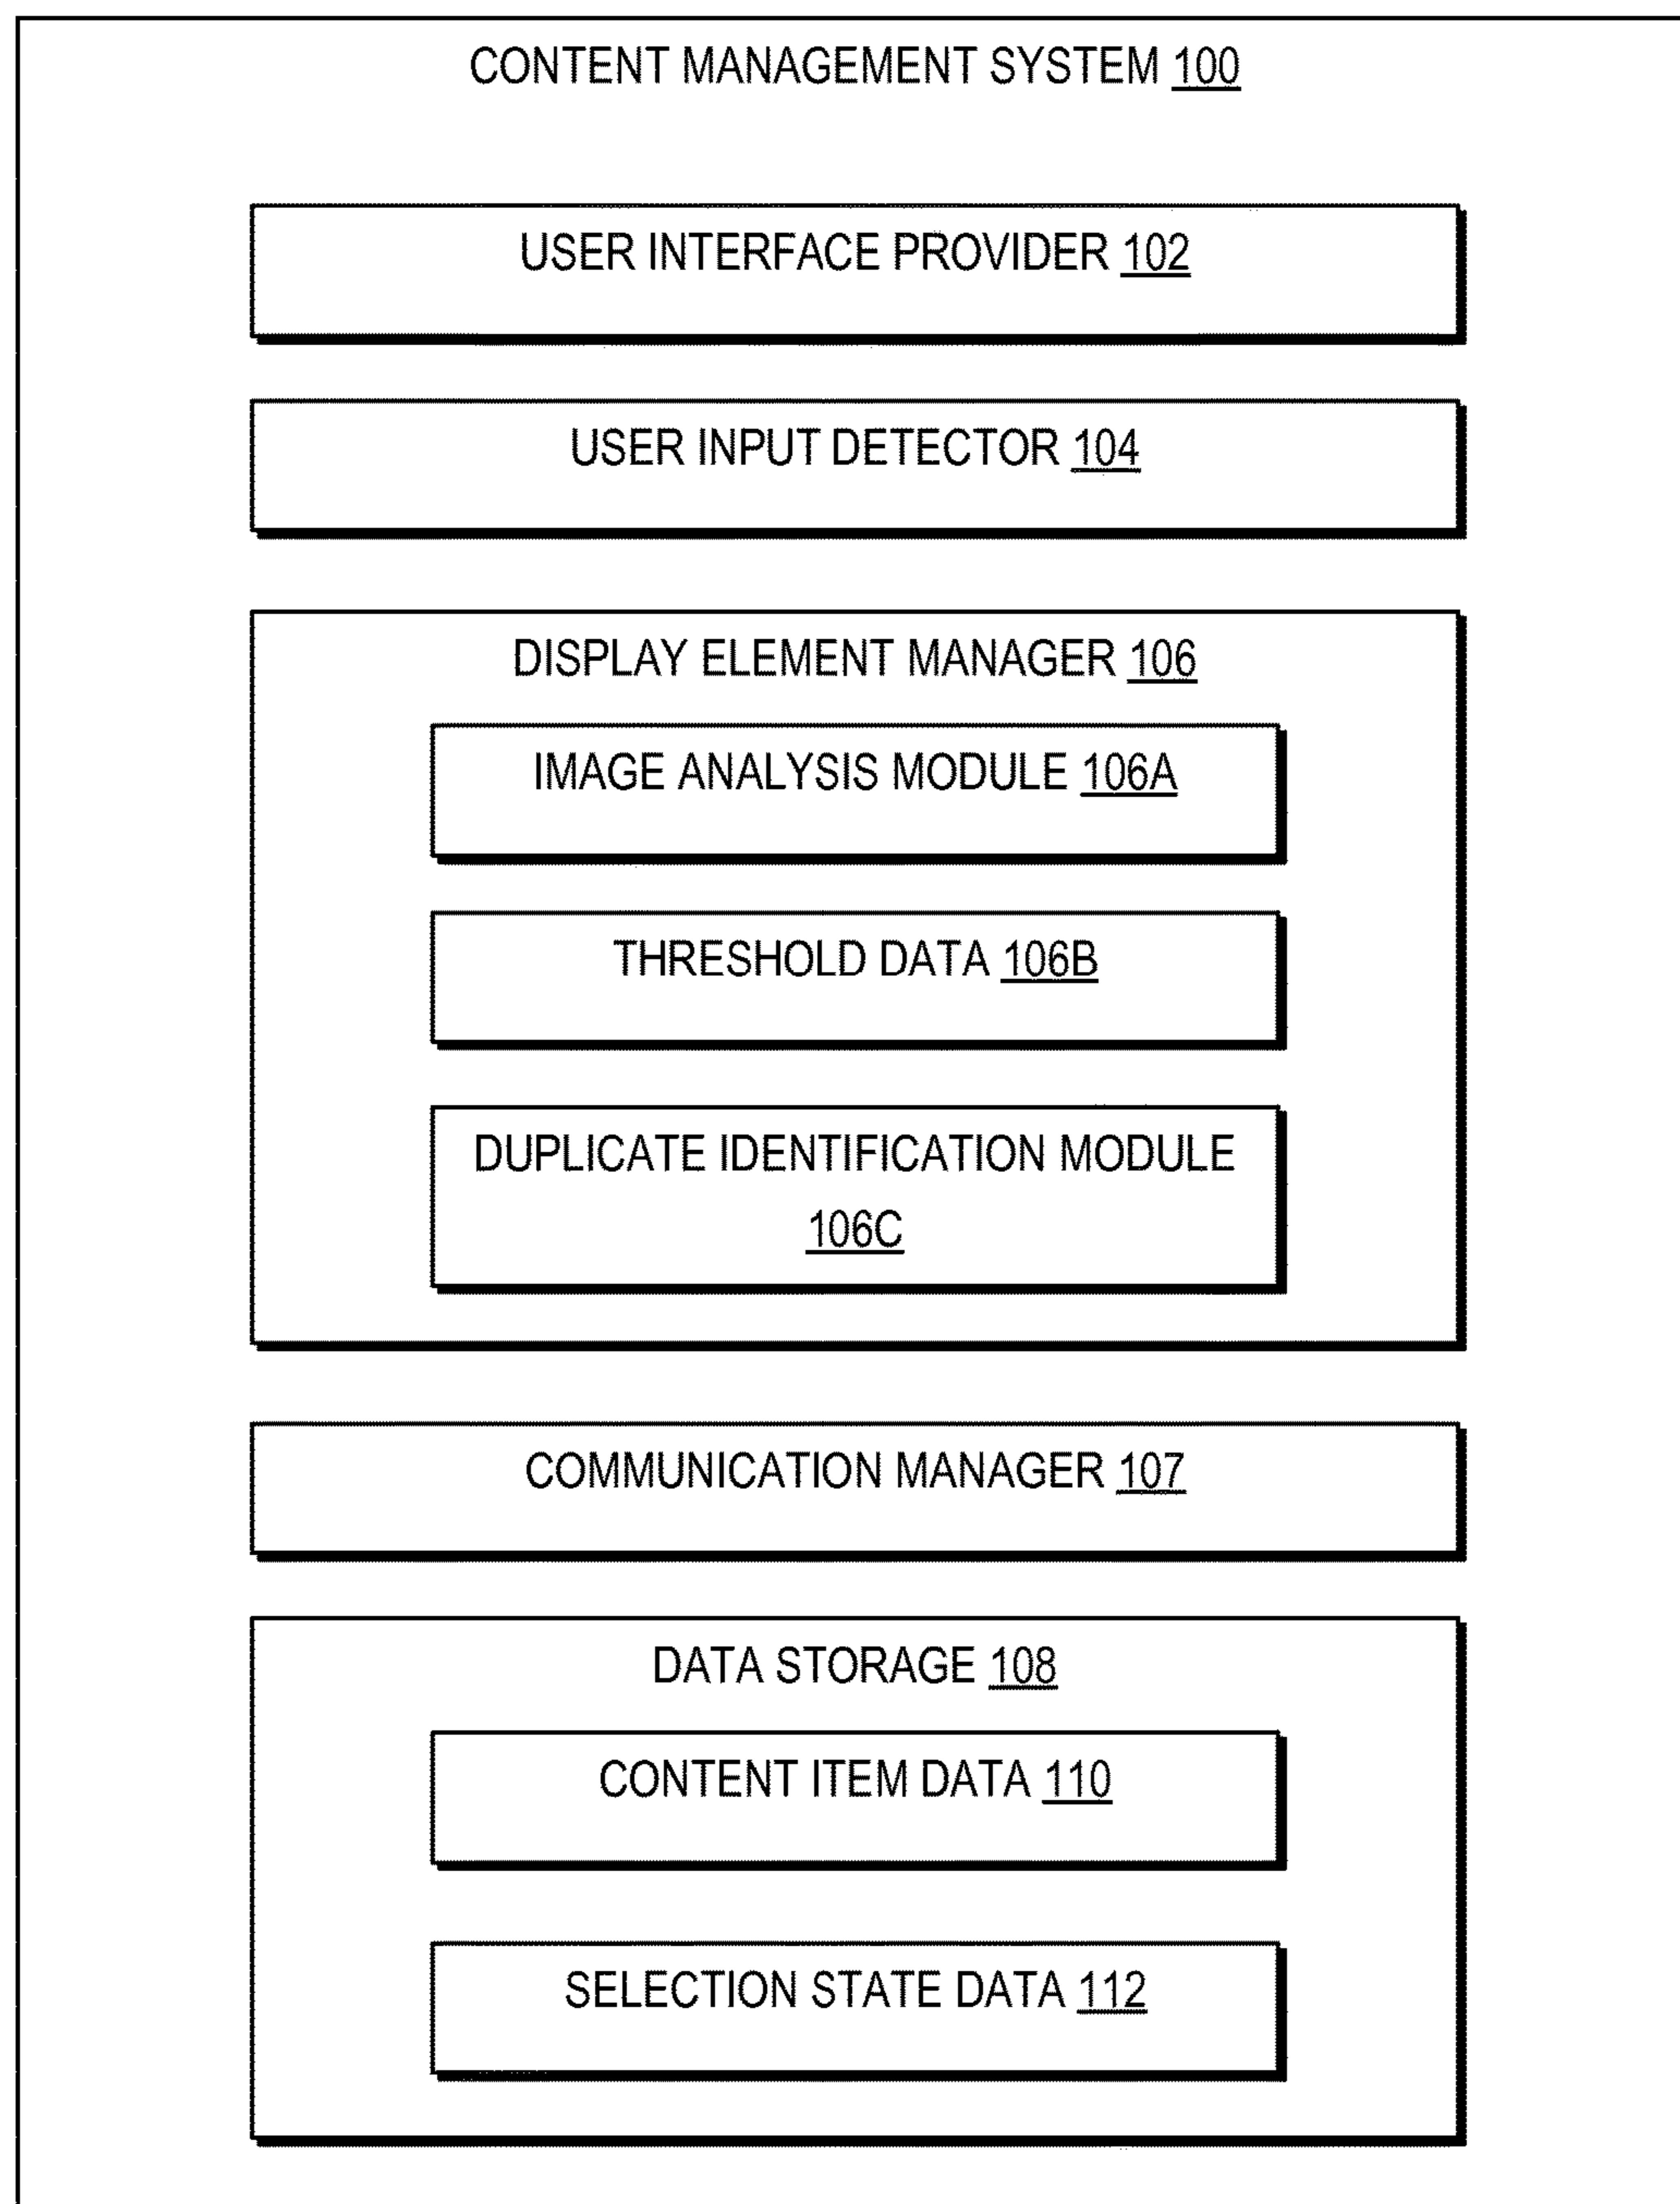 CONTENT MANAGEMENT SYSTEM 100
USER INTERFACE PROVIDER 102
USER INPUT DETECTOR 104
DISPLAY ELEMENT MANAGER 106
IMAGE ANALYSIS MODULE 106A
THRESHOLD DATA 106B
DUPLICATE IDENTIFICATION MODULE
106C
COMMUNICATION MANAGER 107
DATA STORAGE 108
CONTENT ITEM DATA 110
SELECTION STATE DATA 112